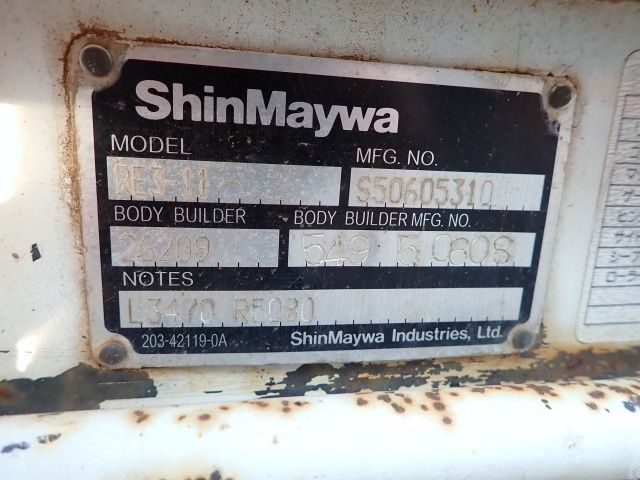 ShinMaywa
MODEL MFG. NO.
RE3-11 S50605310
BODY BUILDER BODY BUILDER MFG. NO.
26209 549 5 0608
NOTES
L3470 R5080
203-42119-0A ShinMaywa Industries, Ltd.